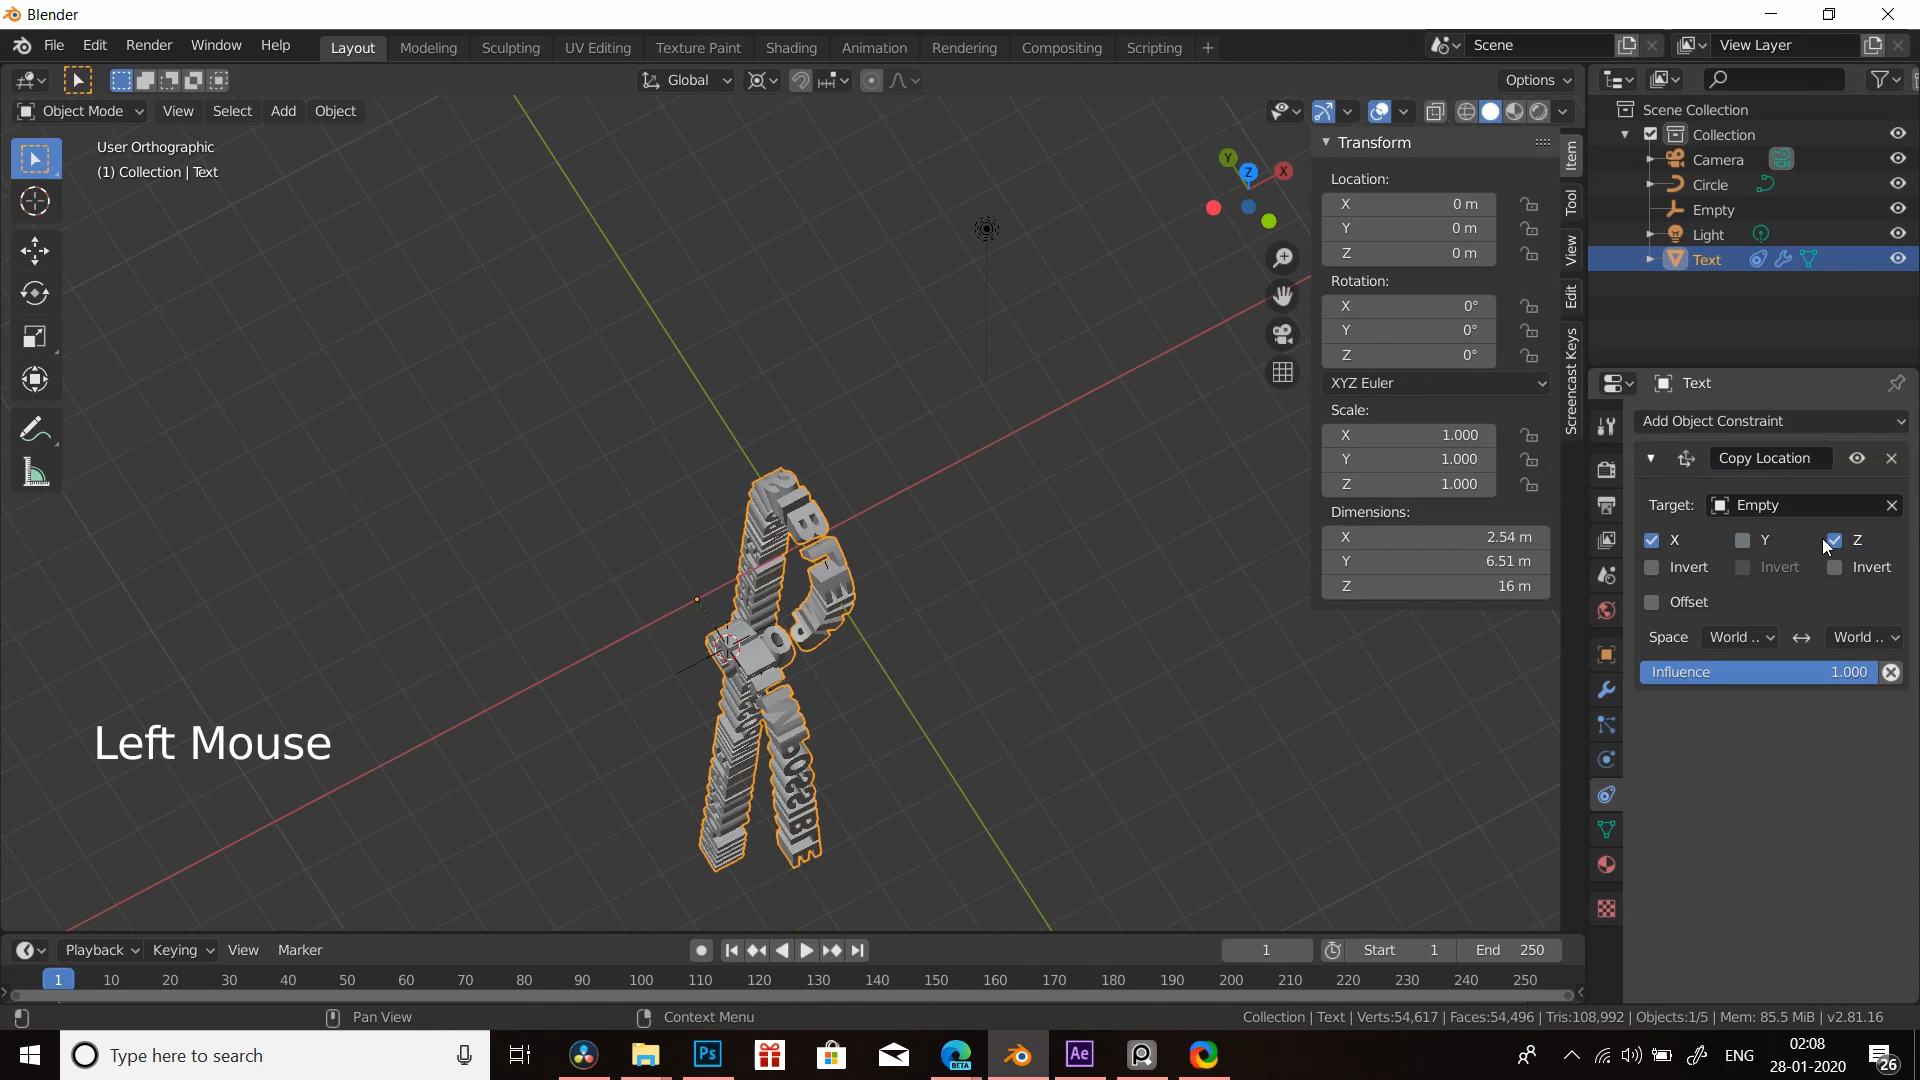 Blender
File Edit Render Window Help Layout Modeling Sculpting UV Editing Texture Paint Shading Animation Rendering Compositing Scripting + Scene View Layer
Global Options
Object Mode View Select Add Object
User Orthographic
(1) Collection | Text
Y Z X
Transform
Location:
X 0 m
Y 0 m
Z 0 m
Rotation:
X 0°
Y 0°
Z 0°
XYZ Euler
Scale:
X 1.000
Y 1.000
Z 1.000
Dimensions:
X 2.54 m
Y 6.51 m
Z 16 m
Item
Tool
View
Edit
Screencast Keys
Scene Collection
Collection
Camera
Circle
Empty
Light
Text
Text
Add Object Constraint
Copy Location
Target: Empty
X Y Z
Invert Invert Invert
Offset
Space World .. World ..
Influence 1.000
Left Mouse
Playback Keying View Marker 1 Start 1 End 250
1 10 20 30 40 50 60 70 80 90 100 110 120 130 140 150 160 170 180 190 200 210 220 230 240 250
Pan View Context Menu Collection | Text | Verts:54,617 | Faces:54,496 | Tris:108,992 | Objects:1/5 | Mem: 85.5 MiB | v2.81.16
Type here to search Ps BETA Ae ENG 02:08
28-01-2020 26